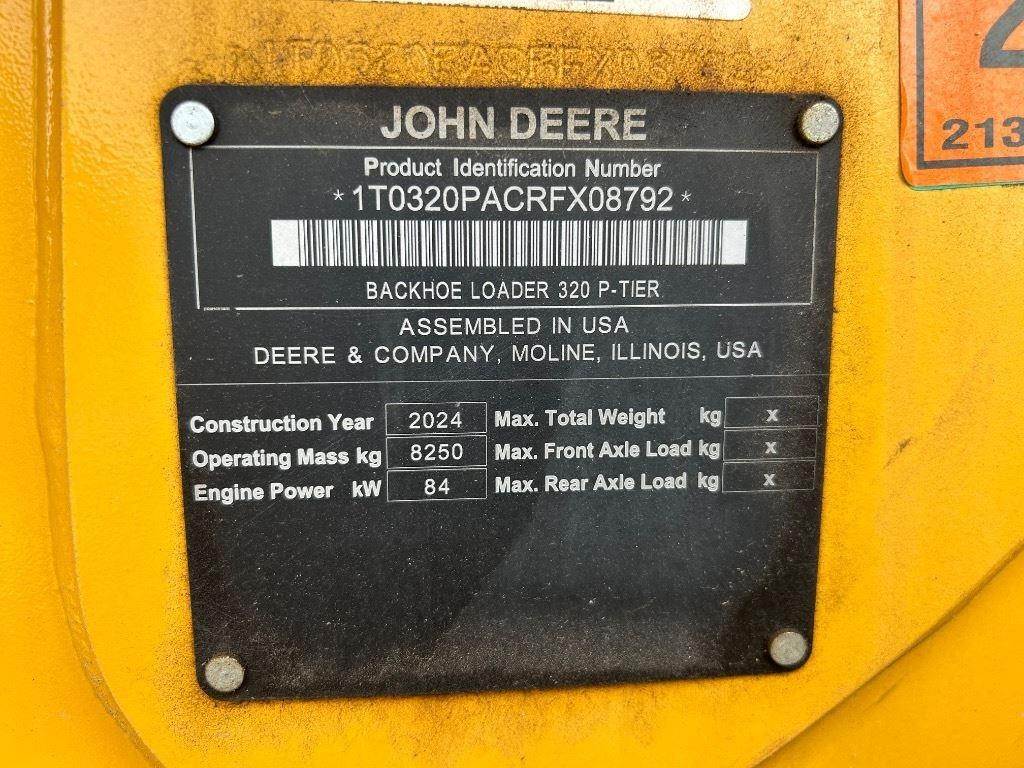 JOHN DEERE
Product Identification Number
*1T0320PACRFX08792*
BACKHOE LOADER 320 P-TIER
ASSEMBLED IN USA
DEERE & COMPANY, MOLINE, ILLINOIS, USA
Construction Year 2024 Max. Total Weight kg x
Operating Mass kg 8250 Max. Front Axle Load kg x
Engine Power kW 84 Max. Rear Axle Load kg x
213